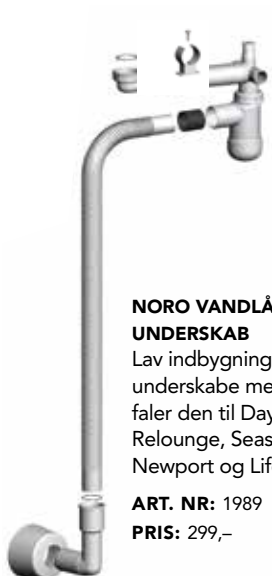 NORO VANDLÅ
UNDERSKAB
Lav indbygning
underskabe me
faler den til Day
Relounge, Seas
Newport og Life
ART. NR: 1989
PRIS: 299,–